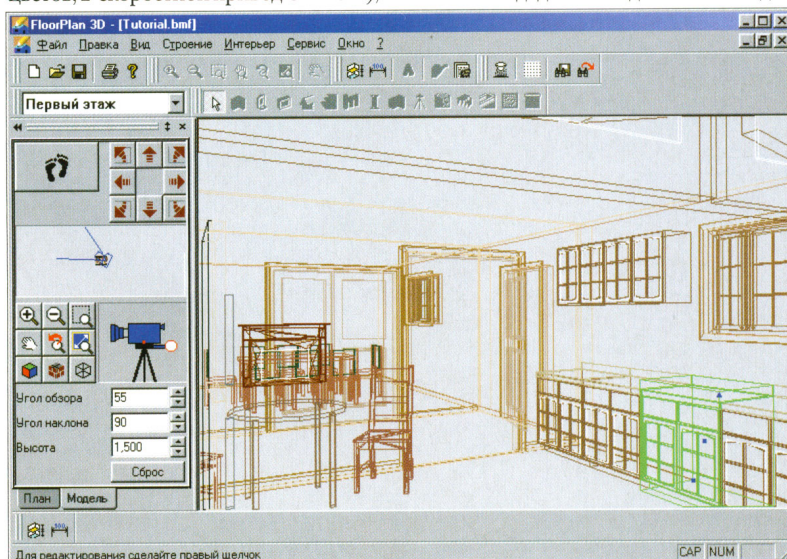 FloorPlan 3D - [Tutorial.bmf]
Файл Правка Вид Строение Интерьер Сервис Окно ?
Первый этаж
Угол обзора 55
Угол наклона 90
Высота 1,500
Сброс
План Модель
Для редактирования сделайте правый щелчок
CAP NUM